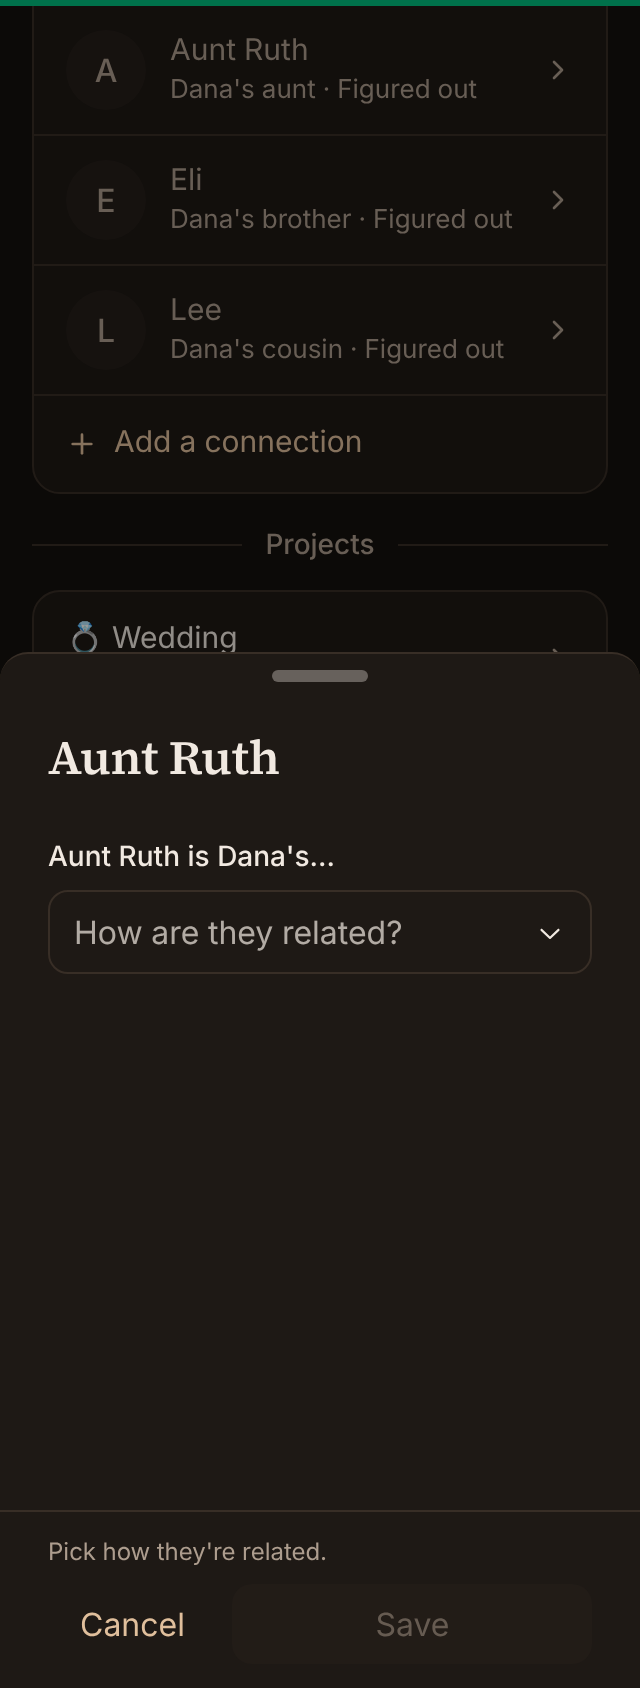 A
Aunt Ruth
Dana's aunt · Figured out
E
Eli
Dana's brother · Figured out
L
Lee
Dana's cousin · Figured out
+ Add a connection
Projects
💍 Wedding
Aunt Ruth
Aunt Ruth is Dana's...
How are they related?
Pick how they're related.
Cancel
Save